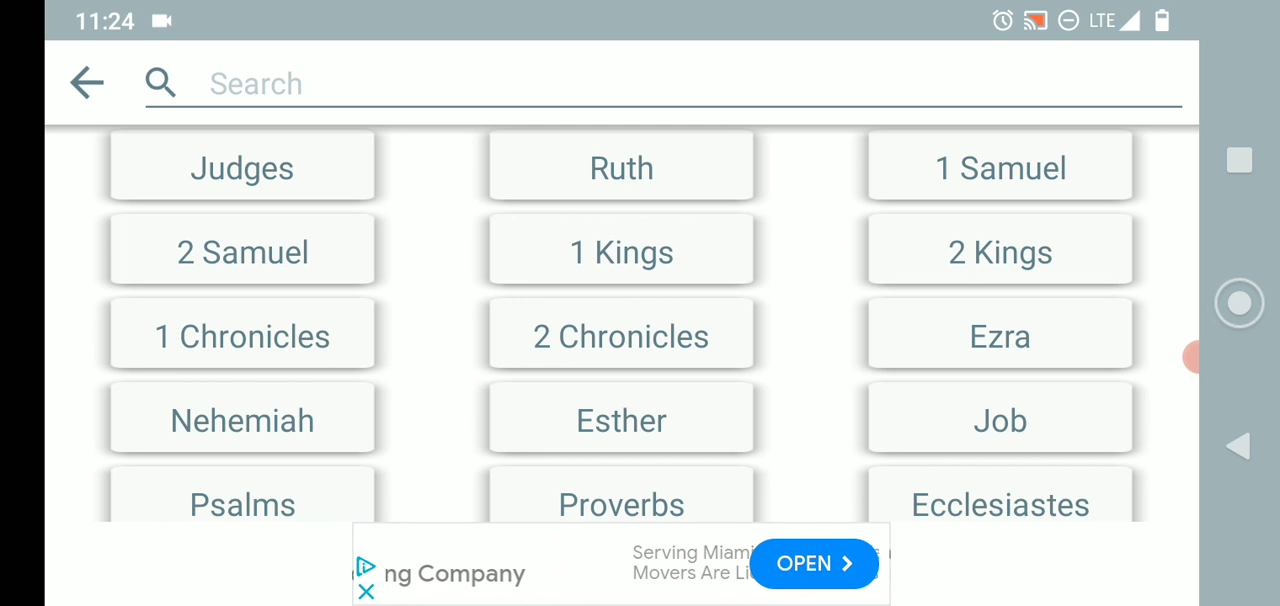 11:24 LTE
Search
Judges Ruth 1 Samuel
2 Samuel 1 Kings 2 Kings
1 Chronicles 2 Chronicles Ezra
Nehemiah Esther Job
Psalms Proverbs Ecclesiastes
Serving Miami
ng Company OPEN
Movers Are